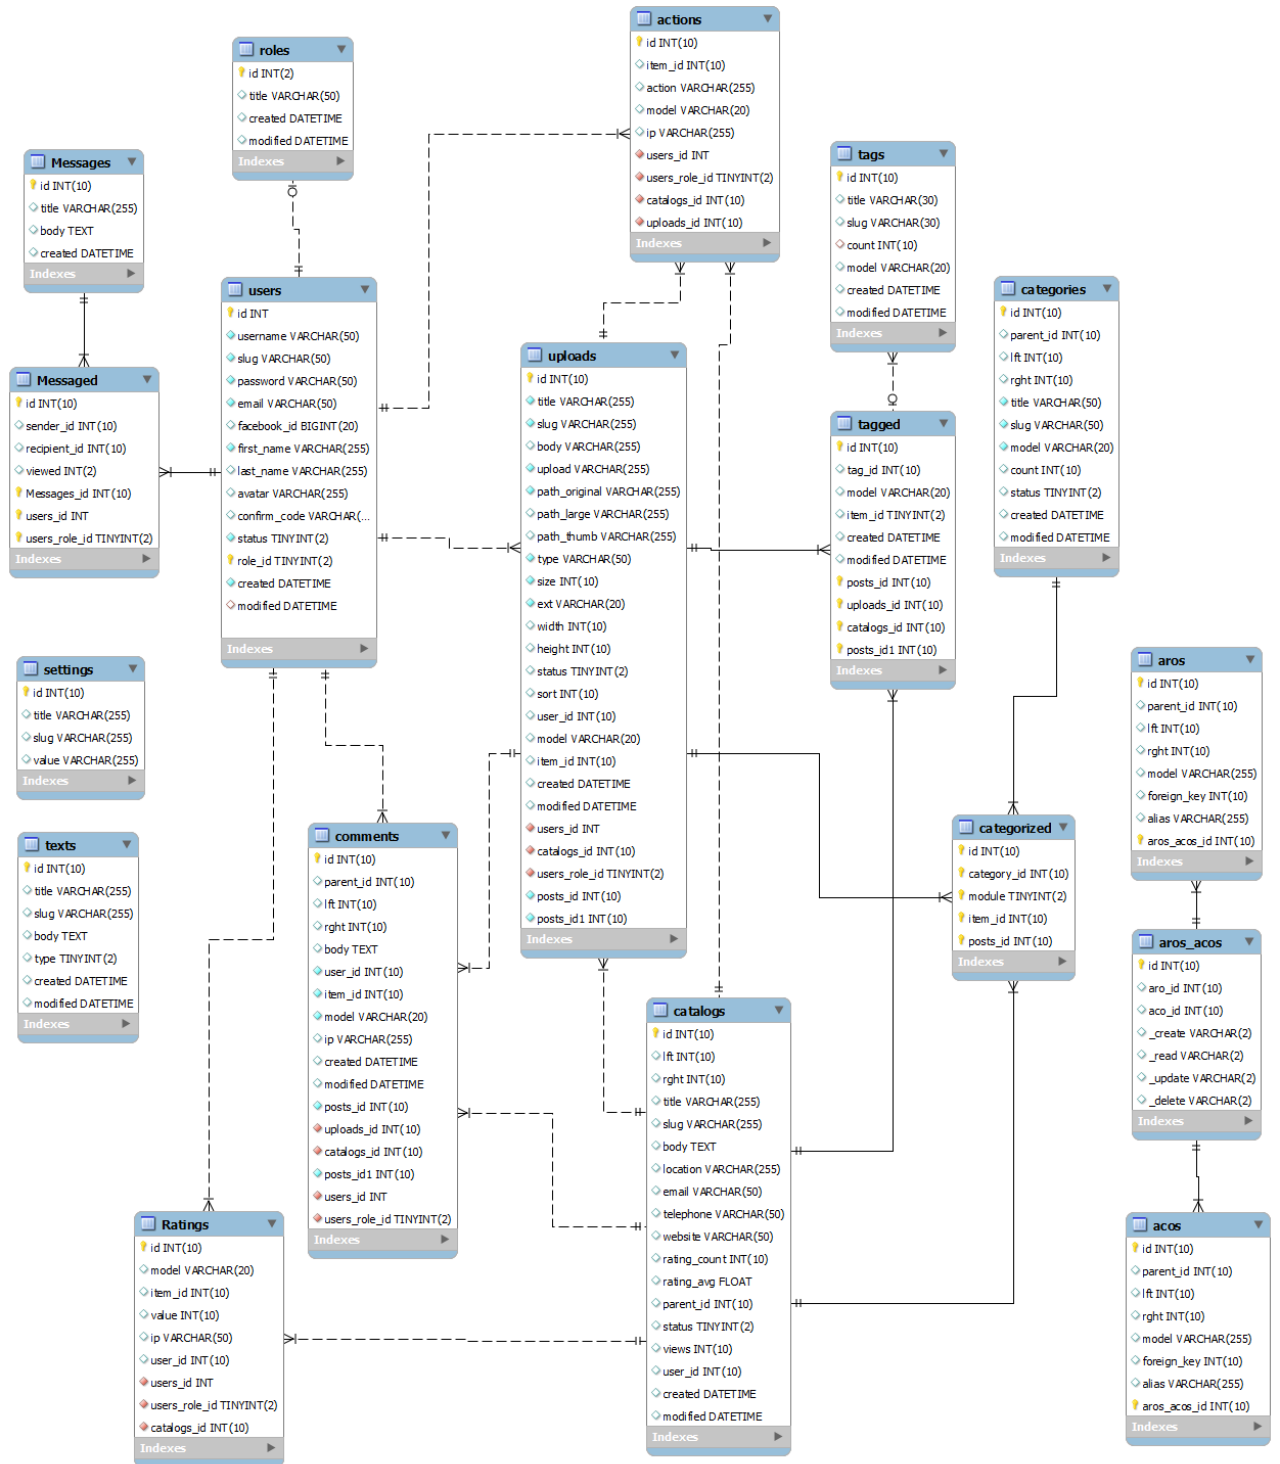 actions
id INT(10)
item_id INT(10)
action VARCHAR(255)
model VARCHAR(20)
ip VARCHAR(255)
users_id INT
users_role_id TINYINT(2)
catalogs_id INT(10)
uploads_id INT(10)
Indexes
roles
id INT(2)
title VARCHAR(50)
created DATETIME
modified DATETIME
Indexes
Messages
id INT(10)
title VARCHAR(255)
body TEXT
created DATETIME
Indexes
tags
id INT(10)
title VARCHAR(30)
slug VARCHAR(30)
count INT(10)
model VARCHAR(20)
created DATETIME
modified DATETIME
Indexes
users
id INT
username VARCHAR(50)
slug VARCHAR(50)
password VARCHAR(50)
email VARCHAR(50)
facebook_id BIGINT(20)
first_name VARCHAR(255)
last_name VARCHAR(255)
avatar VARCHAR(255)
confirm_code VARCHAR(...
status TINYINT(2)
role_id TINYINT(2)
created DATETIME
modified DATETIME
Indexes
categories
id INT(10)
parent_id INT(10)
lft INT(10)
rght INT(10)
title VARCHAR(50)
slug VARCHAR(50)
model VARCHAR(20)
count INT(10)
status TINYINT(2)
created DATETIME
modified DATETIME
Indexes
uploads
id INT(10)
title VARCHAR(255)
slug VARCHAR(255)
body VARCHAR(255)
upload VARCHAR(255)
path_original VARCHAR(255)
path_large VARCHAR(255)
path_thumb VARCHAR(255)
type VARCHAR(50)
size INT(10)
ext VARCHAR(20)
width INT(10)
height INT(10)
status TINYINT(2)
sort INT(10)
user_id INT(10)
model VARCHAR(20)
item_id INT(10)
created DATETIME
modified DATETIME
users_id INT
catalogs_id INT(10)
users_role_id TINYINT(2)
posts_id INT(10)
posts_id1 INT(10)
Indexes
Messaged
id INT(10)
sender_id INT(10)
recipient_id INT(10)
viewed INT(2)
Messages_id INT(10)
users_id INT
users_role_id TINYINT(2)
Indexes
tagged
id INT(10)
tag_id INT(10)
model VARCHAR(20)
item_id TINYINT(2)
created DATETIME
modified DATETIME
posts_id INT(10)
uploads_id INT(10)
catalogs_id INT(10)
posts_id1 INT(10)
Indexes
settings
id INT(10)
title VARCHAR(255)
slug VARCHAR(255)
value VARCHAR(255)
Indexes
aros
id INT(10)
parent_id INT(10)
lft INT(10)
rght INT(10)
model VARCHAR(255)
foreign_key INT(10)
alias VARCHAR(255)
aros_acos_id INT(10)
Indexes
texts
id INT(10)
title VARCHAR(255)
slug VARCHAR(255)
body TEXT
type TINYINT(2)
created DATETIME
modified DATETIME
Indexes
comments
id INT(10)
parent_id INT(10)
lft INT(10)
rght INT(10)
body TEXT
user_id INT(10)
item_id INT(10)
model VARCHAR(20)
ip VARCHAR(255)
created DATETIME
modified DATETIME
posts_id INT(10)
uploads_id INT(10)
catalogs_id INT(10)
posts_id1 INT(10)
users_id INT
users_role_id TINYINT(2)
Indexes
categorized
id INT(10)
category_id INT(10)
module TINYINT(2)
item_id INT(10)
posts_id INT(10)
Indexes
aros_acos
id INT(10)
aro_id INT(10)
aco_id INT(10)
_create VARCHAR(2)
_read VARCHAR(2)
_update VARCHAR(2)
_delete VARCHAR(2)
Indexes
catalogs
id INT(10)
lft INT(10)
rght INT(10)
title VARCHAR(255)
slug VARCHAR(255)
body TEXT
location VARCHAR(255)
email VARCHAR(50)
telephone VARCHAR(50)
website VARCHAR(50)
rating_count INT(10)
rating_avg FLOAT
parent_id INT(10)
status TINYINT(2)
views INT(10)
user_id INT(10)
created DATETIME
modified DATETIME
Indexes
Ratings
id INT(10)
model VARCHAR(20)
item_id INT(10)
value INT(10)
ip VARCHAR(50)
user_id INT(10)
users_id INT
users_role_id TINYINT(2)
catalogs_id INT(10)
Indexes
acos
id INT(10)
parent_id INT(10)
lft INT(10)
rght INT(10)
model VARCHAR(255)
foreign_key INT(10)
alias VARCHAR(255)
aros_acos_id INT(10)
Indexes